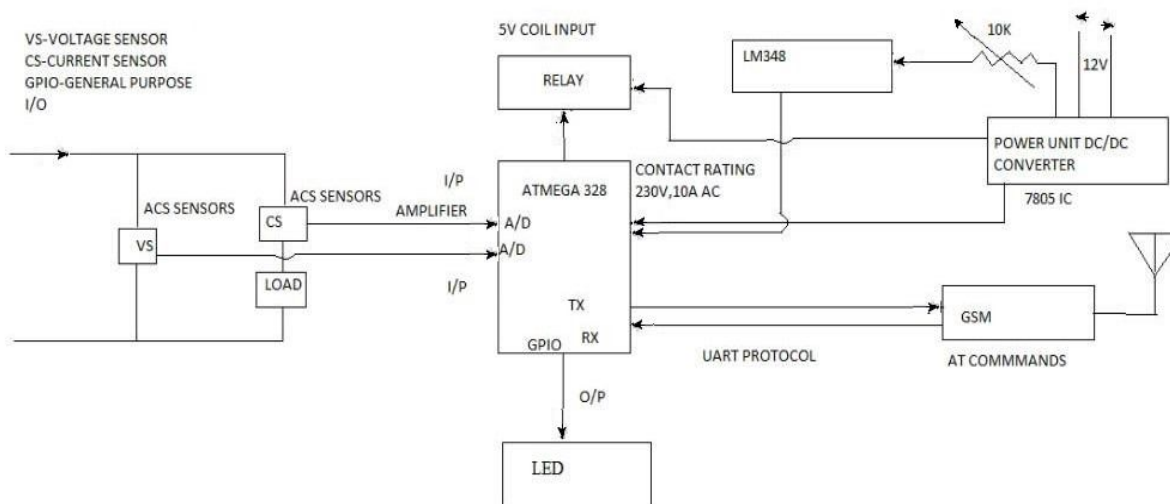 VS-VOLTAGE SENSOR
CS-CURRENT SENSOR
GPIO-GENERAL PURPOSE
I/O
5V COIL INPUT
RELAY
LM348
10K
12V
POWER UNIT DC/DC
CONVERTER
7805 IC
CONTACT RATING
230V,10A AC
ATMEGA 328
I/P
AMPLIFIER
A/D
A/D
I/P
ACS SENSORS
ACS SENSORS
CS
VS
LOAD
TX
RX
GPIO
UART PROTOCOL
GSM
AT COMMMANDS
O/P
LED